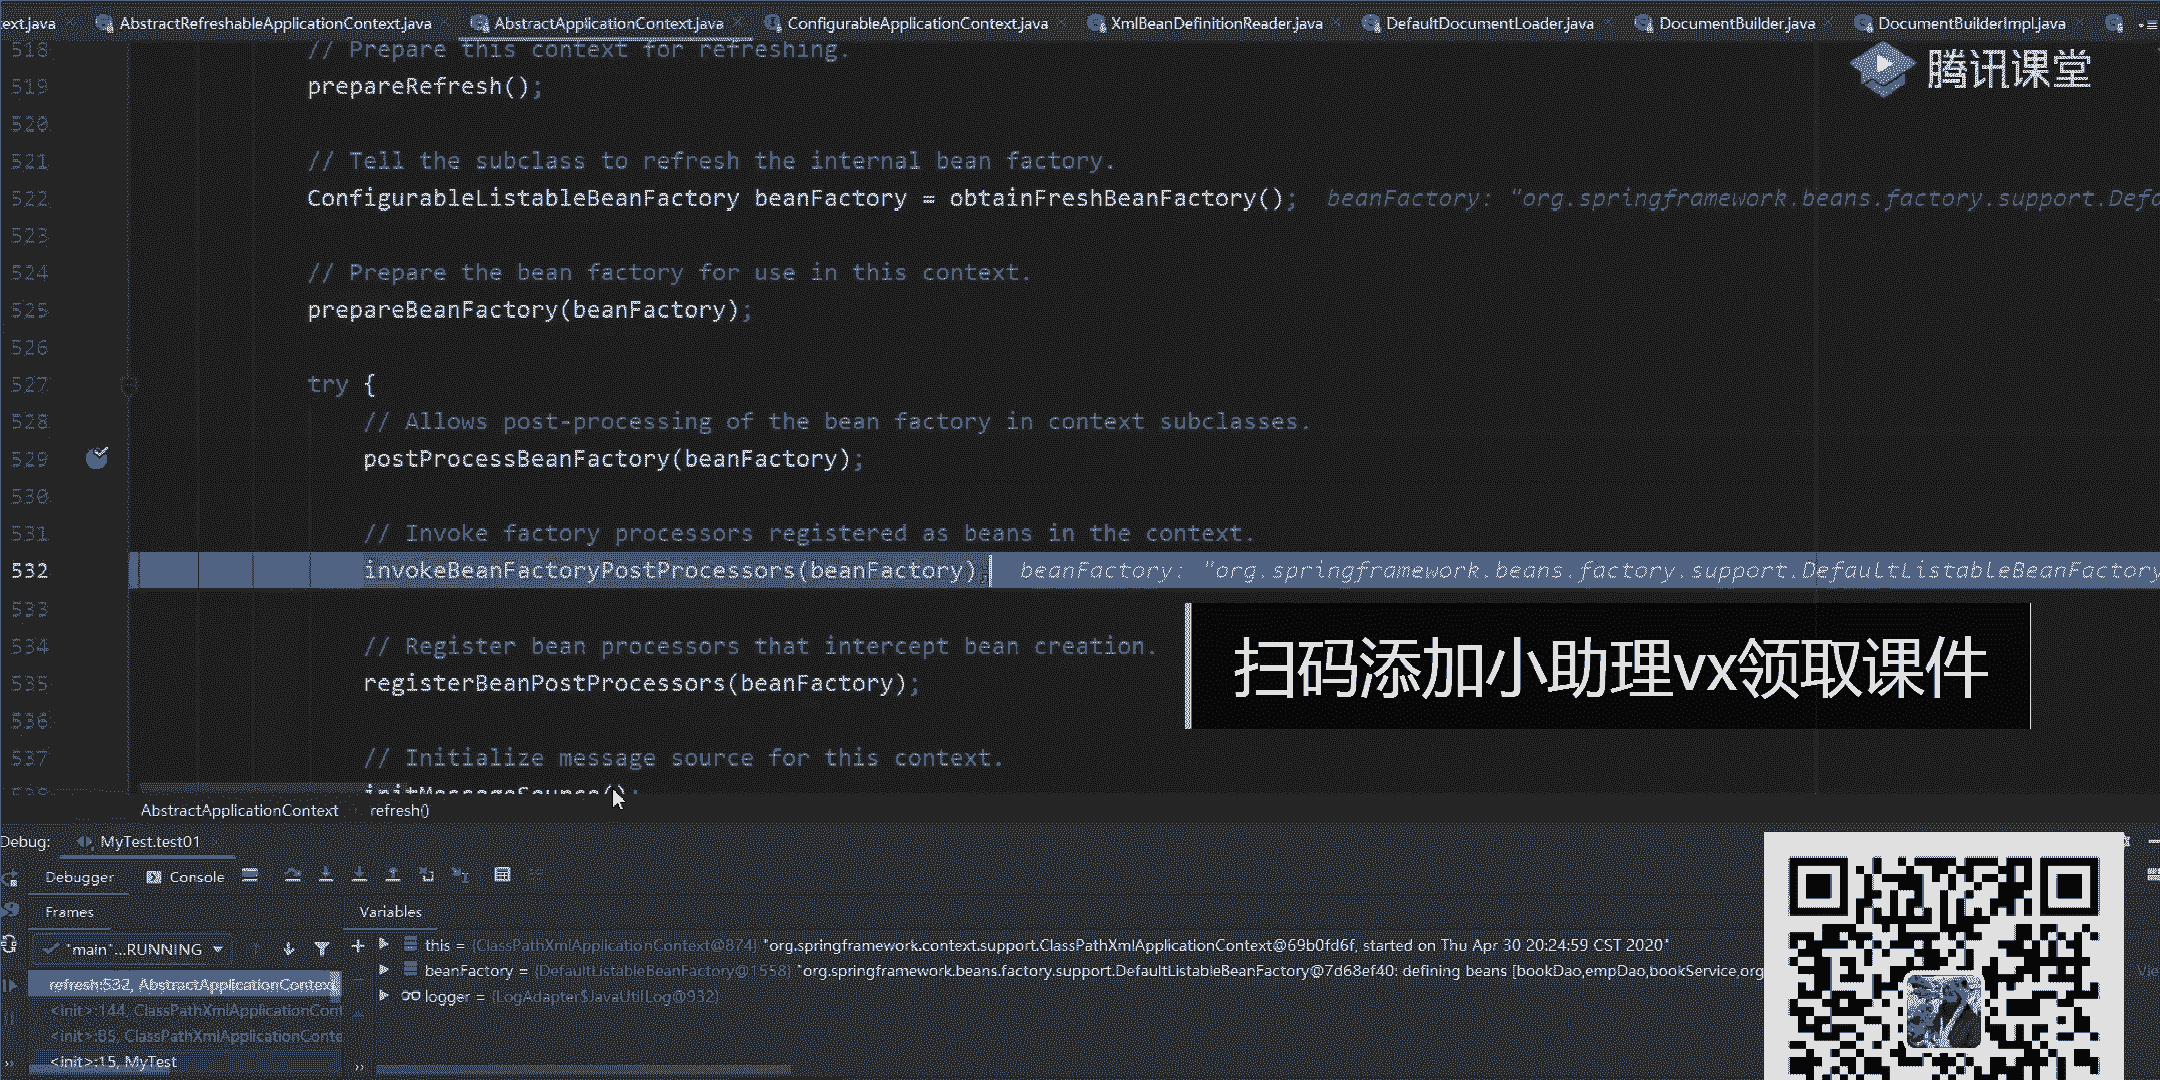 ext.java AbstractRefreshableApplicationContext.java AbstractApplicationContext.java ConfigurableApplicationContext.java XmlBeanDefinitionReader.java DefaultDocumentLoader.java DocumentBuilder.java DocumentBuilderImpl.java
腾讯课堂
518 // Prepare this context for refreshing.
519 prepareRefresh();
520
521 // Tell the subclass to refresh the internal bean factory.
522 ConfigurableListableBeanFactory beanFactory = obtainFreshBeanFactory(); beanFactory: "org.springframework.beans.factory.support.Defa
523
524 // Prepare the bean factory for use in this context.
525 prepareBeanFactory(beanFactory);
526
527 try {
528 // Allows post-processing of the bean factory in context subclasses.
529 postProcessBeanFactory(beanFactory);
530
531 // Invoke factory processors registered as beans in the context.
532 invokeBeanFactoryPostProcessors(beanFactory); beanFactory: "org.springframework.beans.factory.support.DefaultListableBeanFactory
533
534 // Register bean processors that intercept bean creation.
535 registerBeanPostProcessors(beanFactory);
536
537 // Initialize message source for this context.
initMessageSource();
扫码添加小助理vx领取课件
AbstractApplicationContext refresh()
Debug: MyTest.test01
Debugger Console
Frames Variables
"main"...RUNNING
this = {ClassPathXmlApplicationContext@874} "org.springframework.context.support.ClassPathXmlApplicationContext@69b0fd6f, started on Thu Apr 30 20:24:59 CST 2020"
beanFactory = {DefaultListableBeanFactory@1558} "org.springframework.beans.factory.support.DefaultListableBeanFactory@7d68ef40: defining beans [bookDao,empDao,bookService,org
logger = {LogAdapter$JavaUtilLog@932}
refresh:532, AbstractApplicationContext
<init>:144, ClassPathXmlApplicationCont
<init>:85, ClassPathXmlApplicationConte
<init>:15, MyTest